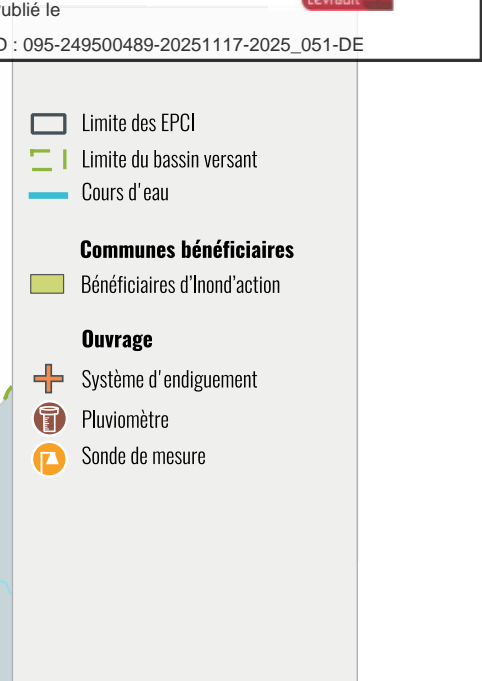 ublié le
Levrault
D : 095-249500489-20251117-2025_051-DE
Limite des EPCI
Limite du bassin versant
Cours d'eau
Communes bénéficiaires
Bénéficiaires d'Inond'action
Ouvrage
Système d'endiguement
Pluviomètre
Sonde de mesure